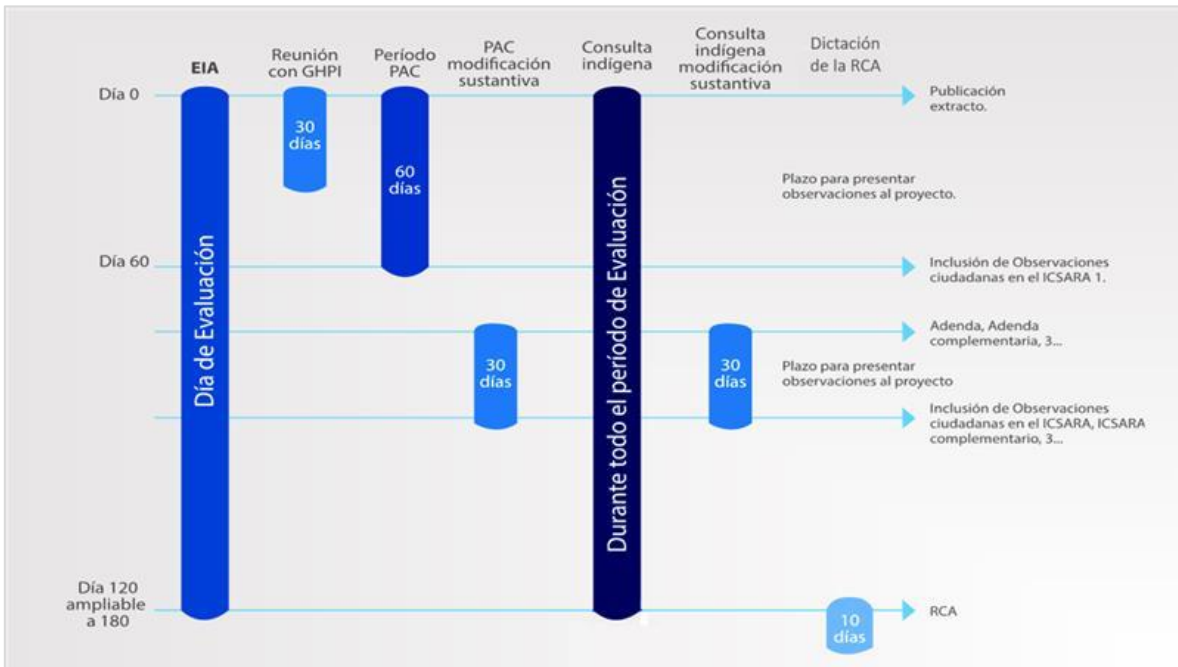 EIA
Reunión
con GHPI
Período
PAC
PAC
modificación
sustantiva
Consulta
indígena
Consulta
indígena
modificación
sustantiva
Dictación
de la RCA
Día 0
Publicación
extracto.
30
días
60
días
Plazo para presentar
observaciones al proyecto.
Día de Evaluación
Durante todo el período de Evaluación
Día 60
Inclusión de Observaciones
ciudadanas en el ICSARA 1.
Adenda, Adenda
complementaria, 3...
30
días
30
días
Plazo para presentar
observaciones al proyecto
Inclusión de Observaciones
ciudadanas en el ICSARA, ICSARA
complementario, 3...
Día 120
ampliable
a 180
RCA
10
días